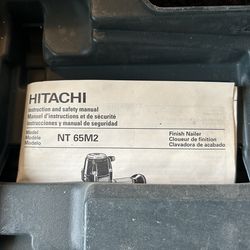 HITACHI
Instruction and safety manual
Manuel d'instructions et de sécurité
Instrucciones y manual de seguridad
Model
Modèle
Modelo
NT 65M2
Finish Nailer
Cloueur de finition
Clavadora de acabado